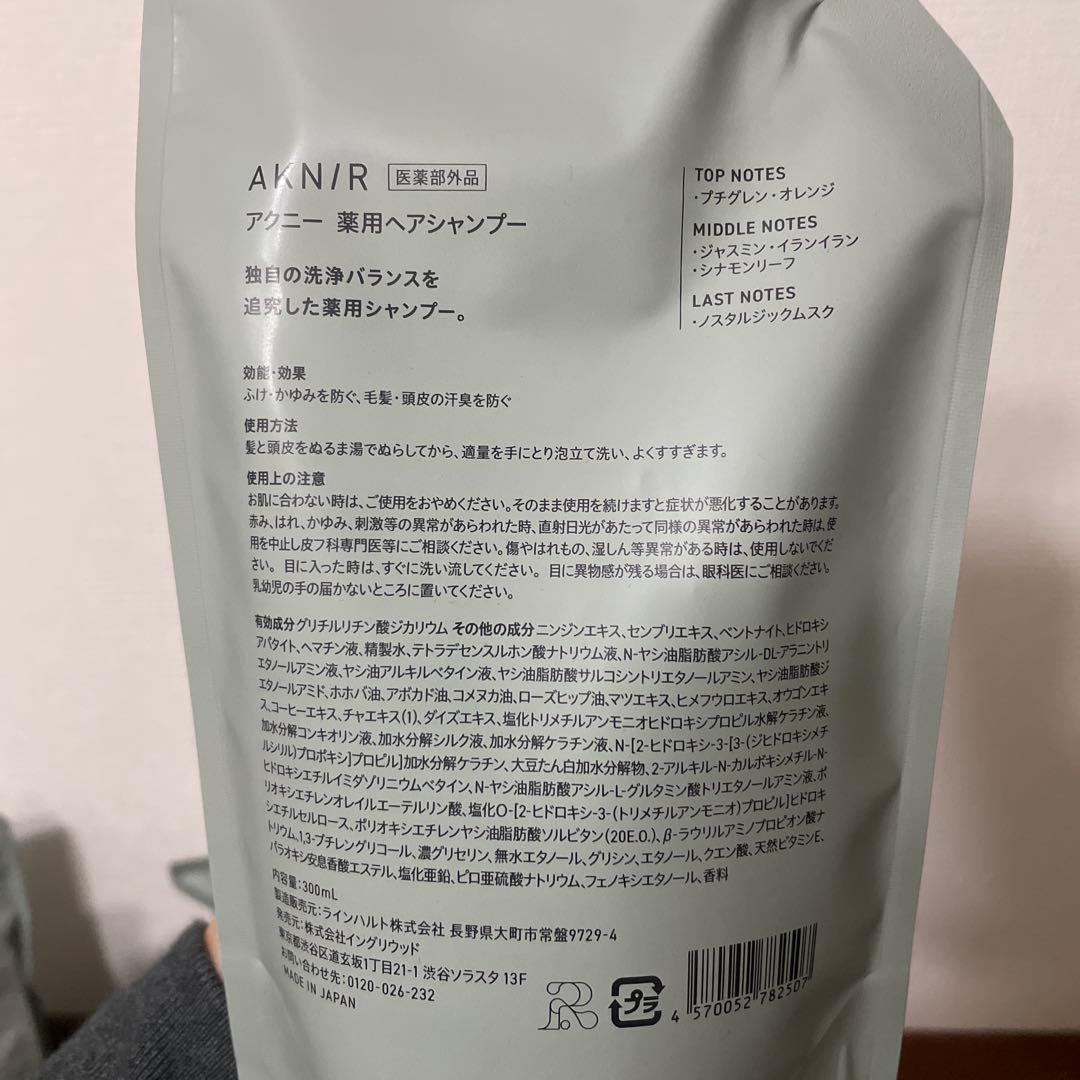 AKN/R 医薬部外品
アクニー 薬用ヘアシャンプー
独自の洗浄バランスを
追究した薬用シャンプー。
TOP NOTES
・プチグレン・オレンジ
MIDDLE NOTES
・ジャスミン・イランイラン
・シナモンリーフ
LAST NOTES
・ノスタルジックムスク
効能・効果
ふけ・かゆみを防ぐ、毛髪・頭皮の汗臭を防ぐ
使用方法
髪と頭皮をぬるま湯でぬらしてから、適量を手にとり泡立て洗い、よくすすぎます。
使用上の注意
お肌に合わない時は、ご使用をおやめください。そのまま使用を続けますと症状が悪化することがあります。
赤み、はれ、かゆみ、刺激等の異常があらわれた時、直射日光があたって同様の異常があらわれた時は、使
用を中止し皮フ科専門医等にご相談ください。傷やはれもの、湿しん等異常がある時は、使用しないでくだ
さい。目に入った時は、すぐに洗い流してください。目に異物感が残る場合は、眼科医にご相談ください。
乳幼児の手の届かないところに置いてください。
有効成分グリチルリチン酸ジカリウム その他の成分ニンジンエキス、センブリエキス、ベントナイト、ヒドロキシ
アパタイト、ヘマチン液、精製水、テトラデセンスルホン酸ナトリウム液、N-ヤシ油脂肪酸アシル-DL-アラニントリ
エタノールアミン液、ヤシ油アルキルベタイン液、ヤシ油脂肪酸サルコシントリエタノールアミン、ヤシ油脂肪酸ジ
エタノールアミド、ホホバ油、アボカド油、コメヌカ油、ローズヒップ油、マツエキス、ヒメフウロエキス、オウゴンエキ
ス、コーヒーエキス、チャエキス(1)、ダイズエキス、塩化トリメチルアンモニオヒドロキシプロピル加水分解ケラチン液、
加水分解コンキオリン液、加水分解シルク液、加水分解ケラチン液、N-[2-ヒドロキシ-3-[3-(ジヒドロキシメチ
ルシリル)プロポキシ]プロピル]加水分解ケラチン、大豆たん白加水分解物、2-アルキル-N-カルボキシメチル-N-
ヒドロキシエチルイミダゾリニウムベタイン、N-ヤシ油脂肪酸アシル-L-グルタミン酸トリエタノールアミン液、ポ
リオキシエチレンオレイルエーテルリン酸、塩化O-[2-ヒドロキシ-3-(トリメチルアンモニオ)プロピル]ヒドロキ
シエチルセルロース、ポリオキシエチレンヤシ油脂肪酸ソルビタン(20E.O.)、β-ラウリルアミノプロピオン酸ナ
トリウム、1,3-ブチレングリコール、濃グリセリン、無水エタノール、グリシン、エタノール、クエン酸、天然ビタミンE、
パラオキシ安息香酸エステル、塩化亜鉛、ピロ亜硫酸ナトリウム、フェノキシエタノール、香料
内容量:300mL
製造販売元:ラインハルト株式会社 長野県大町市常盤9729-4
発売元:株式会社イングリウッド
東京都渋谷区道玄坂1丁目21-1 渋谷ソラスタ 13F
お問い合わせ先:0120-026-232
MADE IN JAPAN
プラ
4 570052 782507